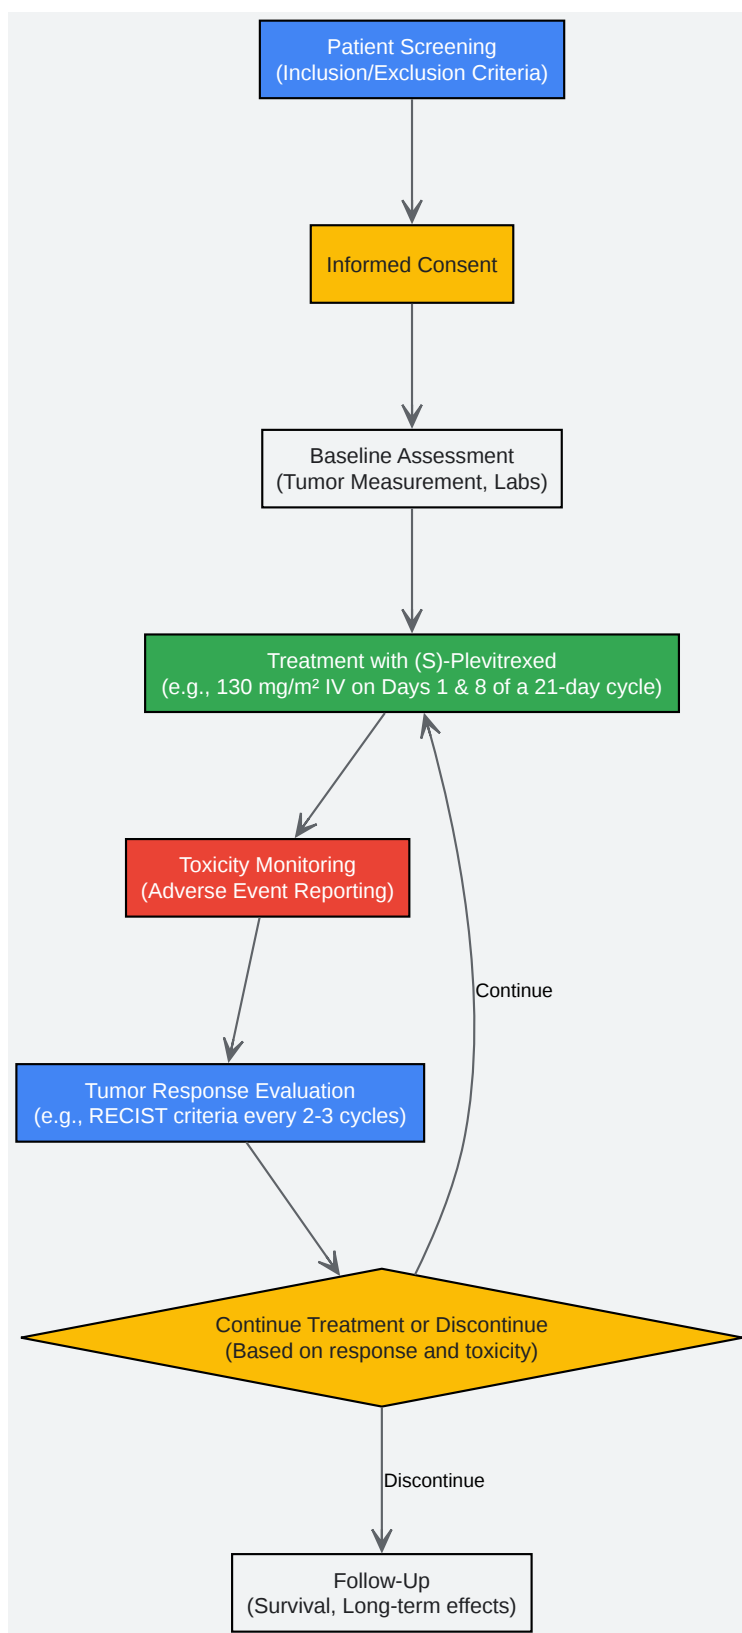 Patient Screening
(Inclusion/Exclusion Criteria)
Informed Consent
Baseline Assessment
(Tumor Measurement, Labs)
Treatment with (S)-Plevitrexed
(e.g., 130 mg/m² IV on Days 1 & 8 of a 21-day cycle)
Toxicity Monitoring
(Adverse Event Reporting)
Continue
Tumor Response Evaluation
(e.g., RECIST criteria every 2-3 cycles)
Continue Treatment or Discontinue
(Based on response and toxicity)
Discontinue
Follow-Up
(Survival, Long-term effects)